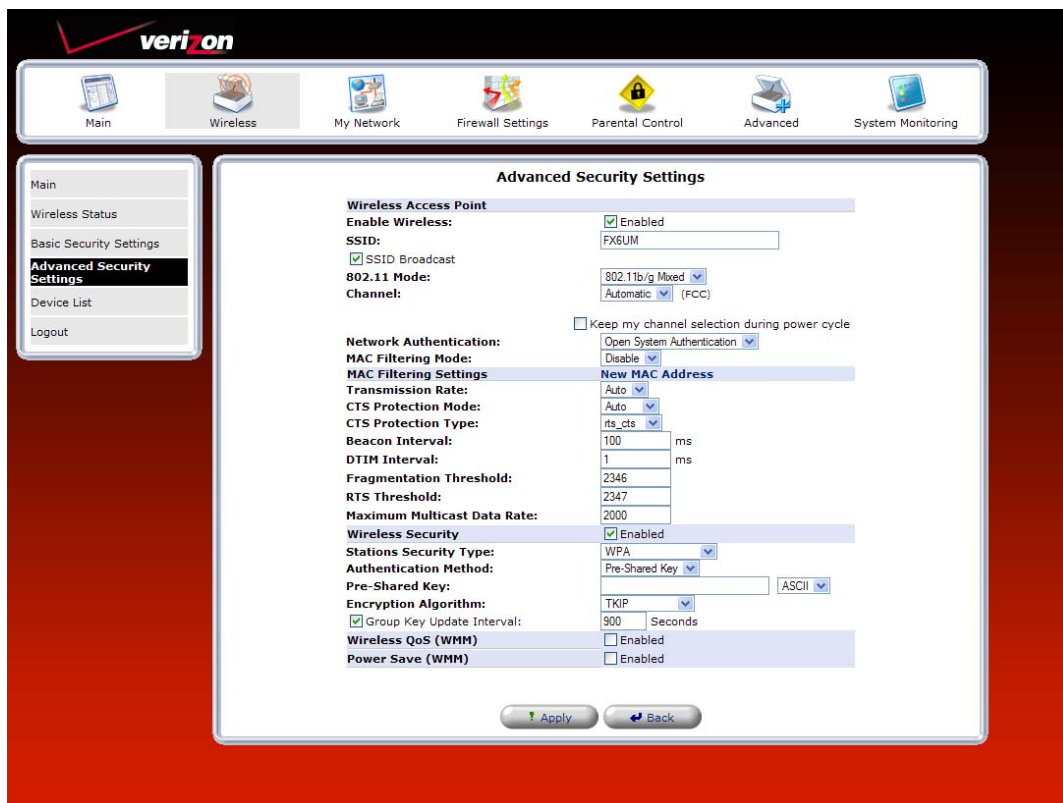 verizon
Main
Wireless
My Network
Firewall Settings
Parental Control
Advanced
System Monitoring
Main
Wireless Status
Basic Security Settings
Advanced Security
Settings
Device List
Logout
Advanced Security Settings
Wireless Access Point
Enable Wireless: Enabled
SSID: FX6UM
SSID Broadcast
802.11 Mode: 802.11b/g Mixed
Channel: Automatic (FCC)
Keep my channel selection during power cycle
Network Authentication: Open System Authentication
MAC Filtering Mode: Disable
MAC Filtering Settings New MAC Address
Transmission Rate: Auto
CTS Protection Mode: Auto
CTS Protection Type: rts_cts
Beacon Interval: 100 ms
DTIM Interval: 1 ms
Fragmentation Threshold: 2346
RTS Threshold: 2347
Maximum Multicast Data Rate: 2000
Wireless Security Enabled
Stations Security Type: WPA
Authentication Method: Pre-Shared Key
Pre-Shared Key: ASCII
Encryption Algorithm: TKIP
Group Key Update Interval: 900 Seconds
Wireless QoS (WMM) Enabled
Power Save (WMM) Enabled
Apply
Back